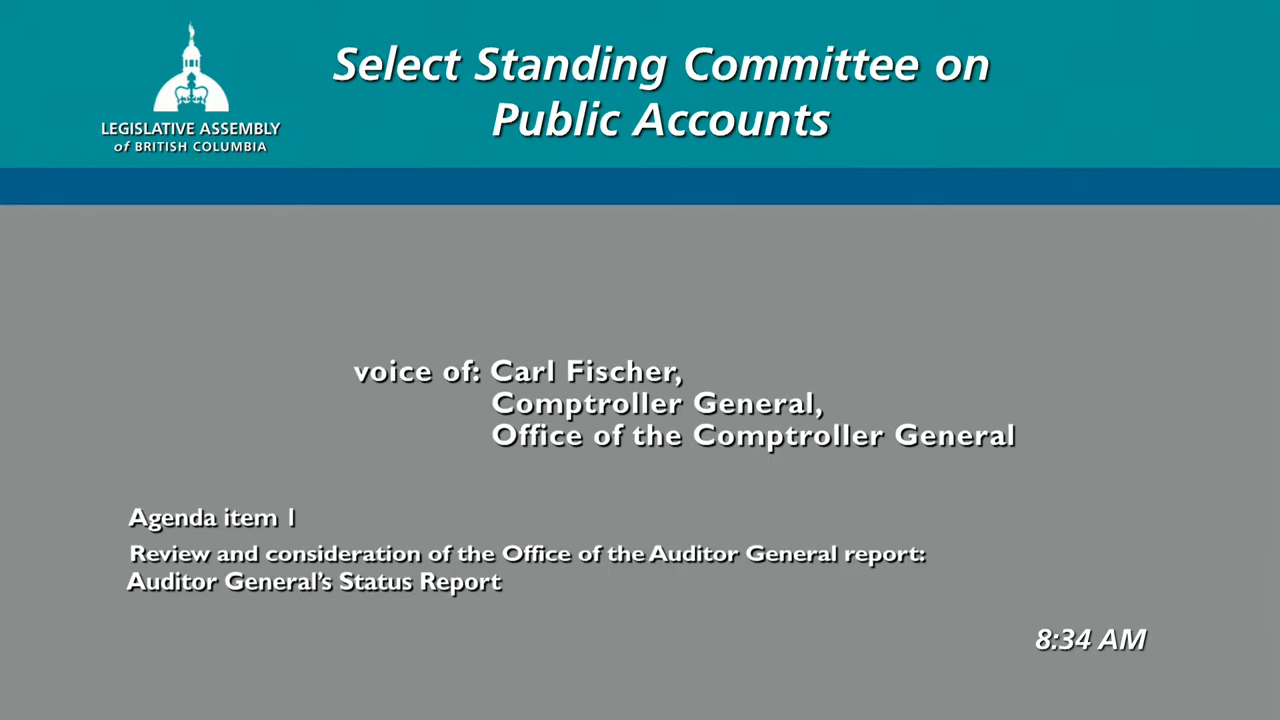 LEGISLATIVE ASSEMBLY
of BRITISH COLUMBIA
Select Standing Committee on
Public Accounts
voice of: Carl Fischer,
Comptroller General,
Office of the Comptroller General
Agenda item 1
Review and consideration of the Office of the Auditor General report:
Auditor General's Status Report
8:34 AM